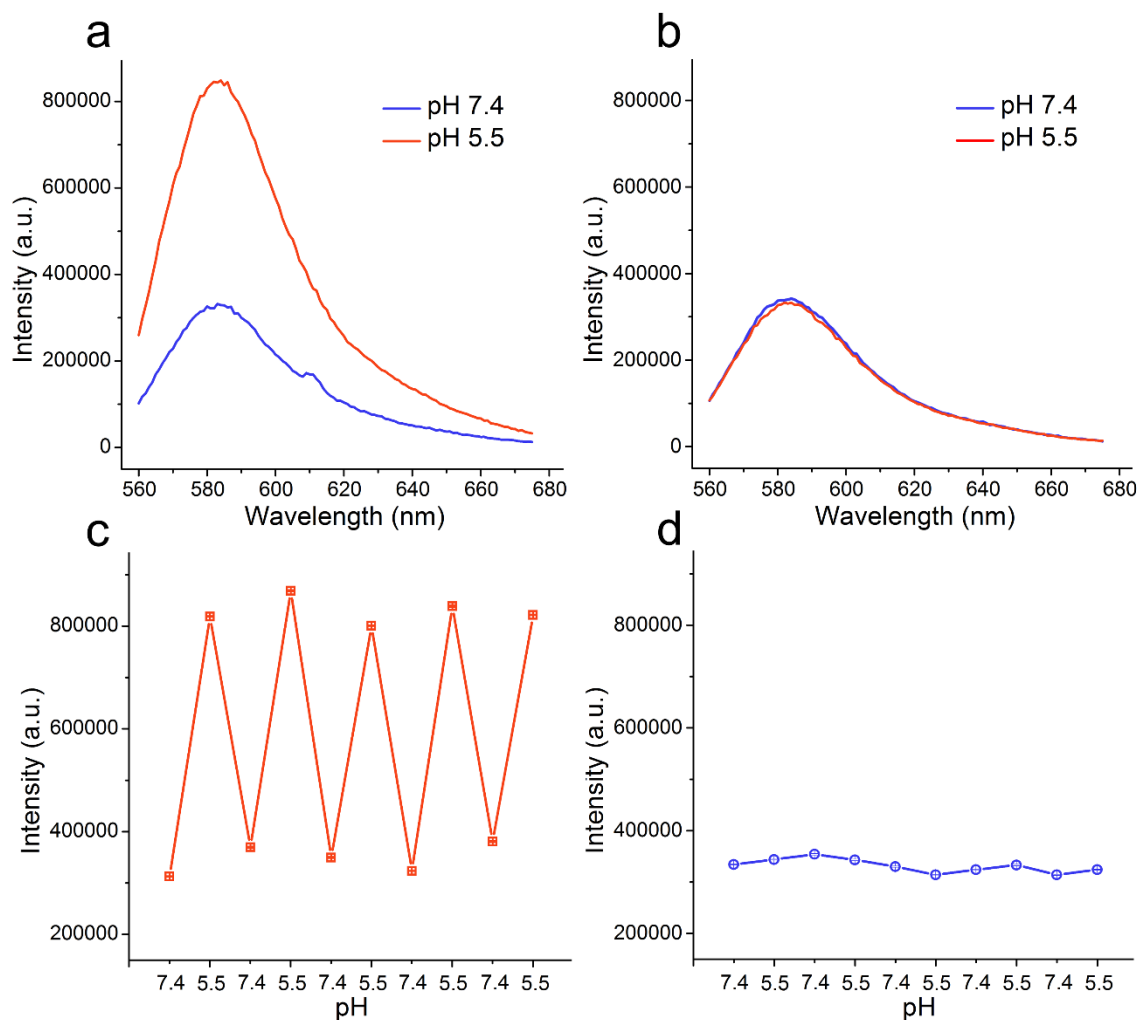 a
800000
600000
400000
200000
0
Intensity (a.u.)
pH 7.4
pH 5.5
560 580 600 620 640 660 680
Wavelength (nm)
b
800000
600000
400000
200000
0
Intensity (a.u.)
pH 7.4
pH 5.5
560 580 600 620 640 660 680
Wavelength (nm)
c
800000
600000
400000
200000
Intensity (a.u.)
7.4 5.5 7.4 5.5 7.4 5.5 7.4 5.5 7.4 5.5
pH
d
800000
600000
400000
200000
Intensity (a.u.)
7.4 5.5 7.4 5.5 7.4 5.5 7.4 5.5 7.4 5.5
pH